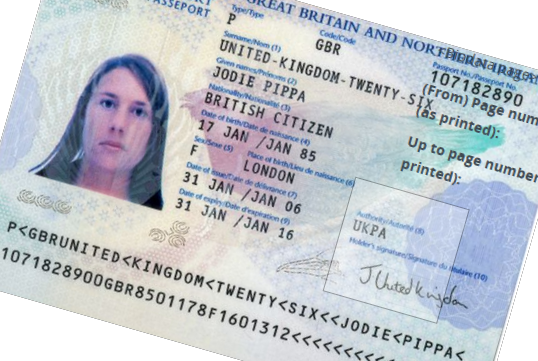 PASSPORT
GREAT BRITAIN AND NORTHERN
Type/Type
P
Code/Code
GBR
Passport No./Passeport No.
107182890
Surname/Nom (1)
UNITED-KINGDOM-TWENTY-SIX
(From) Page num
(as printed):
Given names/Prénoms (2)
JODIE PIPPA
Nationality/Nationalité (3)
BRITISH CITIZEN
Up to page number
printed):
Date of birth/Date de naissance (4)
17 JAN /JAN 85
Sex/Sexe (5)
F
Place of birth/Lieu de naissance (6)
LONDON
Date of issue/Date de délivrance (7)
31 JAN /JAN 06
Date of expiry/Date d'expiration (9)
31 JAN /JAN 16
Authority/Autorité (8)
UKPA
Holder's signature/Signature du titulaire (10)
J United Kingdom
P<GBRUNITED<KINGDOM<TWENTY<SIX<<JODIE<PIPPA<
1071828900GBR8501178F1601312<<<<<<<<<<